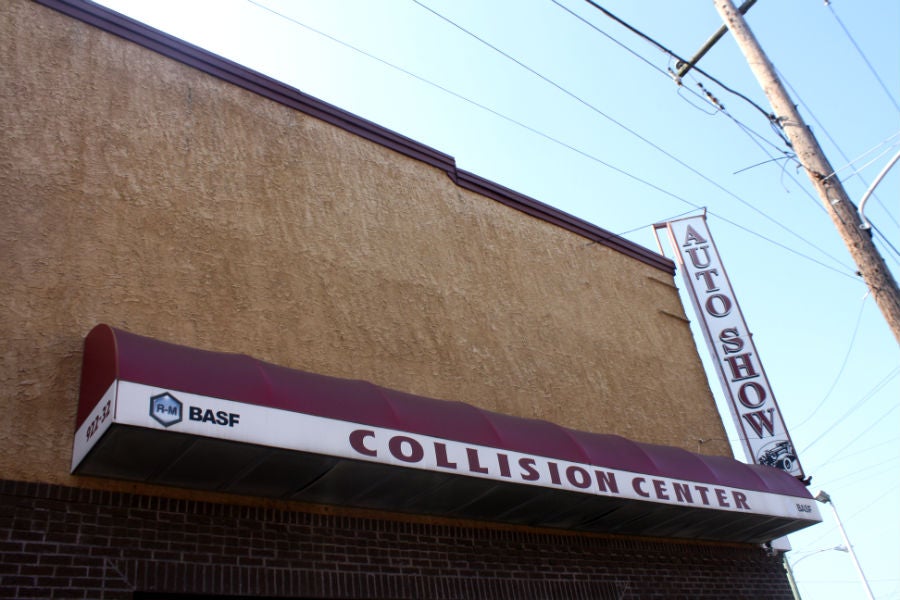 AUTO SHOW
922-32
R-M BASF
COLLISION CENTER
BASF